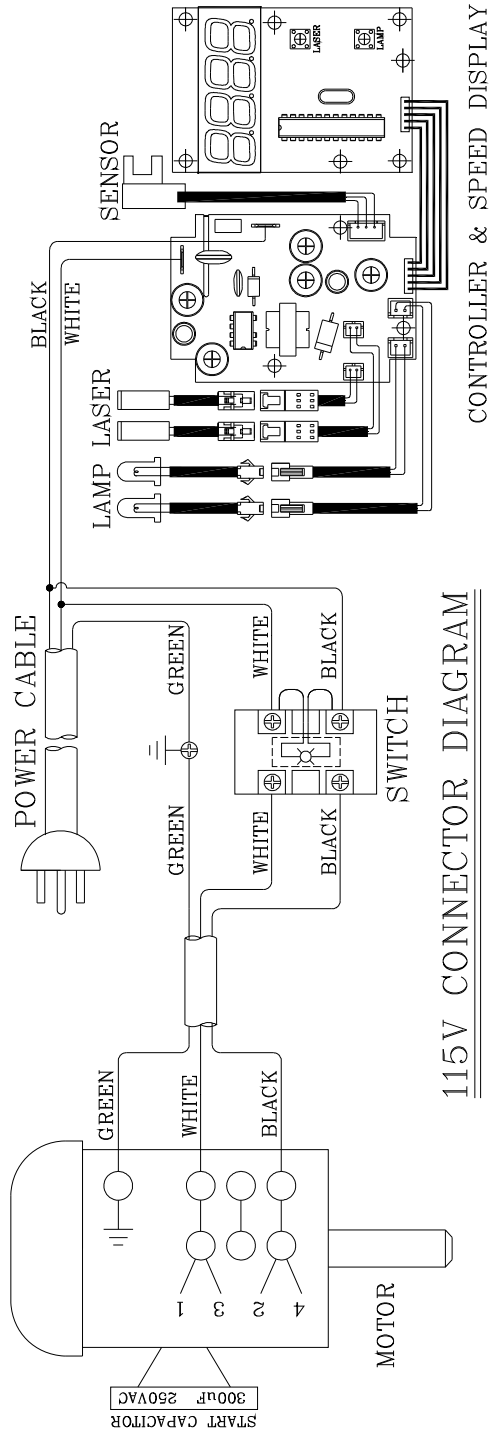 115V CONNECTOR DIAGRAM
START CAPACITOR
300uF 250VAC
MOTOR
1
3
2
4
GREEN
WHITE
BLACK
GREEN
WHITE
BLACK
SWITCH
GREEN
WHITE
BLACK
POWER CABLE
BLACK
WHITE
LAMP
LASER
SENSOR
LASER
LAMP
CONTROLLER & SPEED DISPLAY